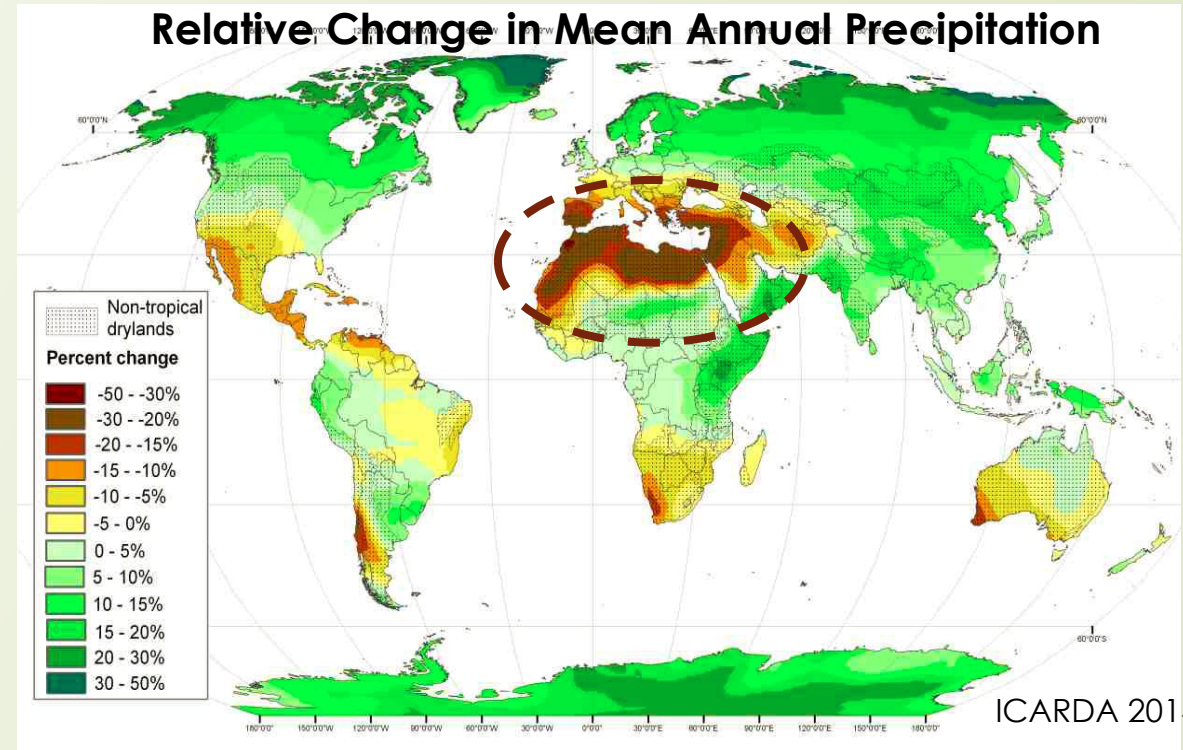 Relative Change in Mean Annual Precipitation
60°0'0"N
60°0'0"N
Non-tropical
drylands
Percent change
-50 - -30%
-30 - -20%
-20 - -15%
-15 - -10%
-10 - -5%
-5 - 0%
0 - 5%
5 - 10%
10 - 15%
15 - 20%
20 - 30%
30 - 50%
60°0'0"S
ICARDA